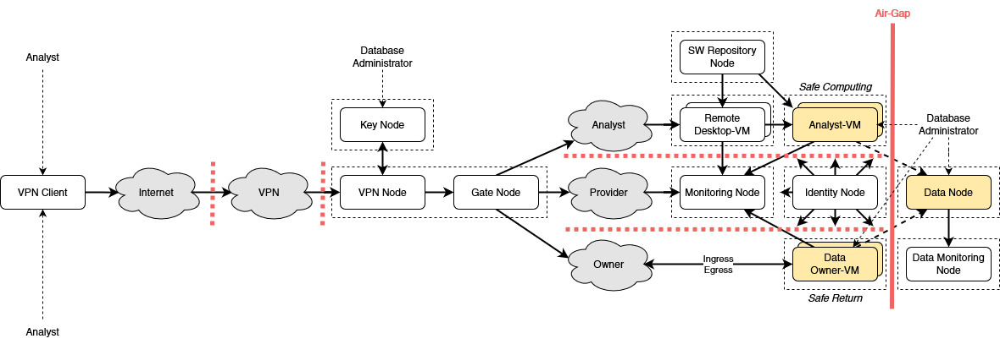 Air-Gap
SW Repository
Node
Database
Administrator
Analyst
Safe Computing
Key Node
Analyst
Remote
Desktop-VM
Analyst-VM
Database
Administrator
VPN Client
Internet
VPN
VPN Node
Gate Node
Provider
Monitoring Node
Identity Node
Data Node
Owner
Ingress
Egress
Data
Owner-VM
Data Monitoring
Node
Safe Return
Analyst